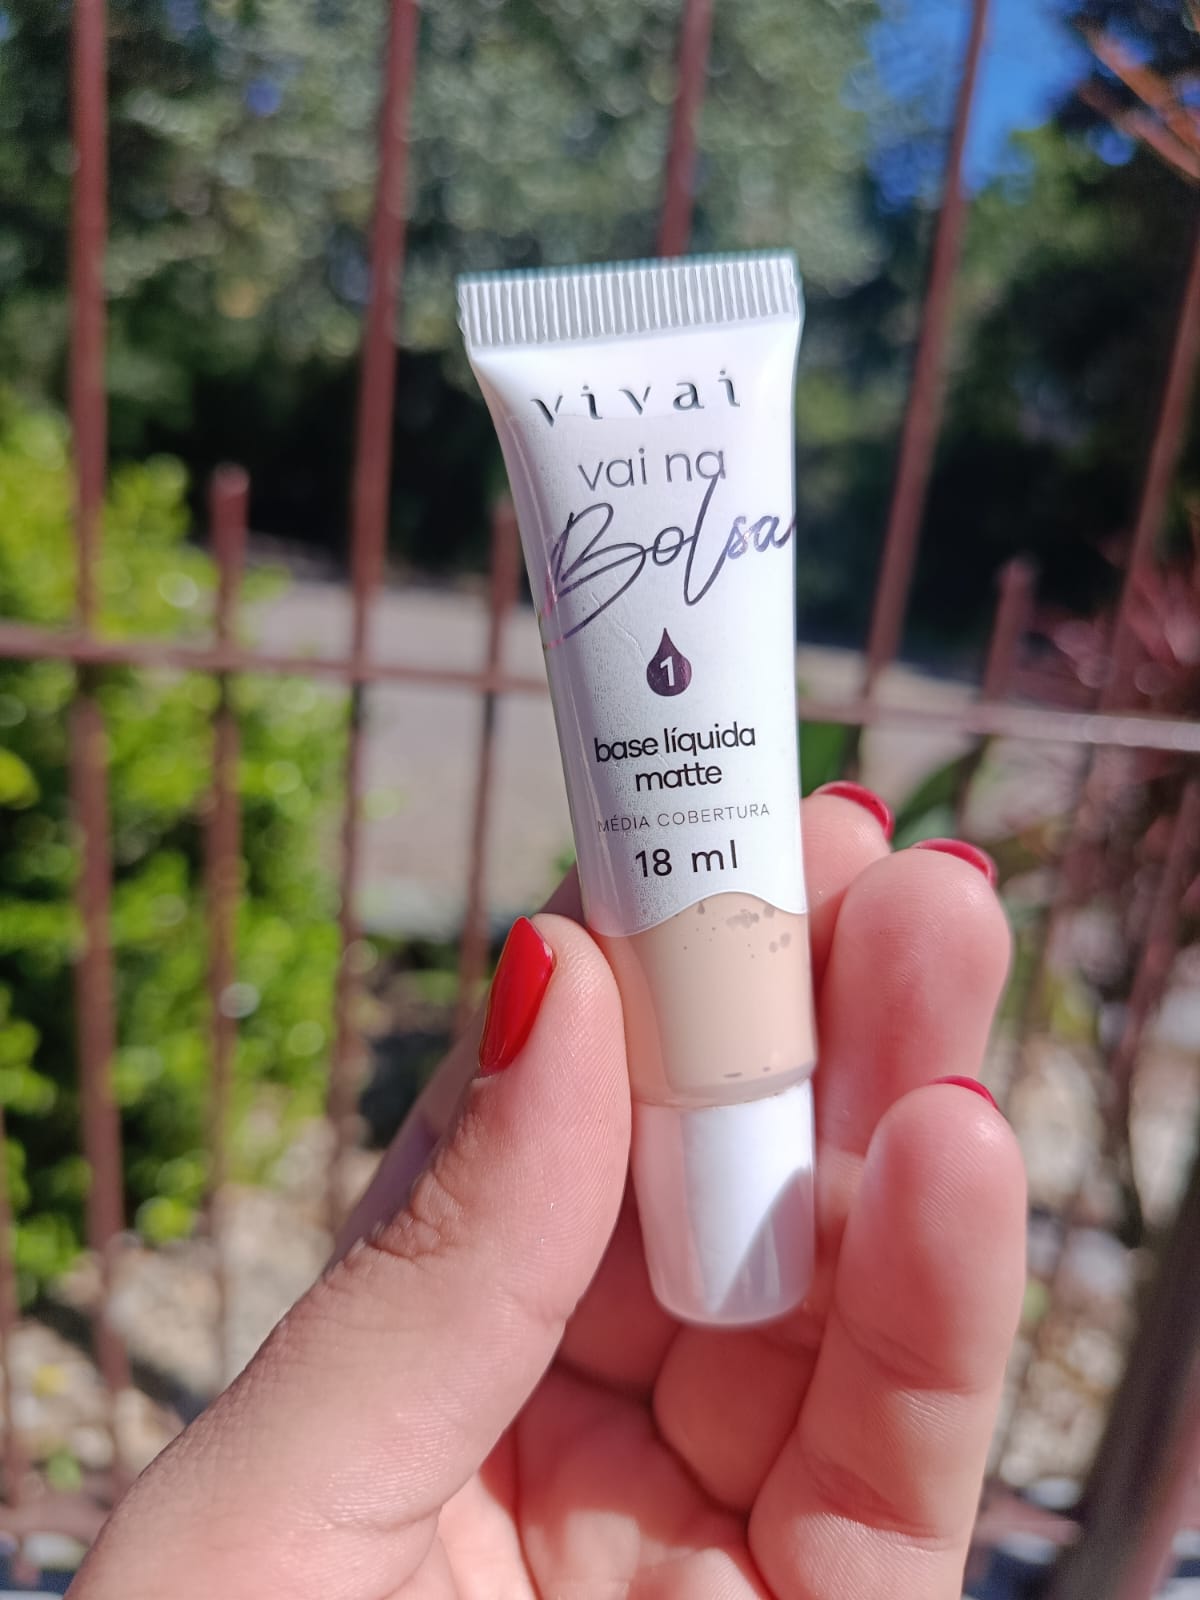 vivai
vai na
Bolsa
1
base líquida
matte
MÉDIA COBERTURA
18 ml